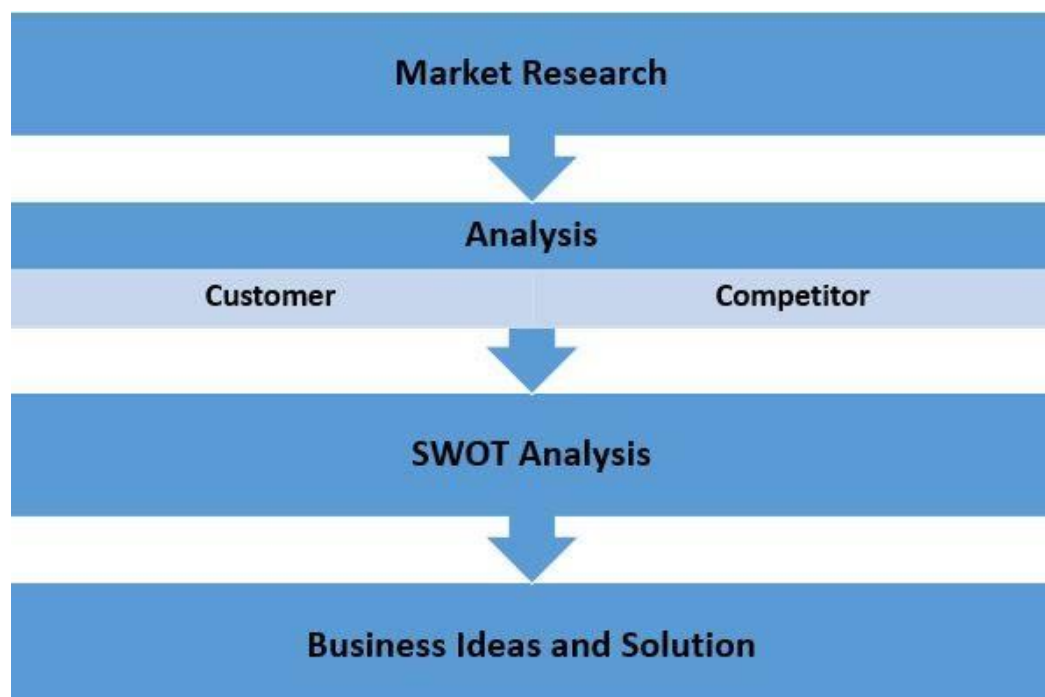 Market Research
Analysis
Customer
Competitor
SWOT Analysis
Business Ideas and Solution